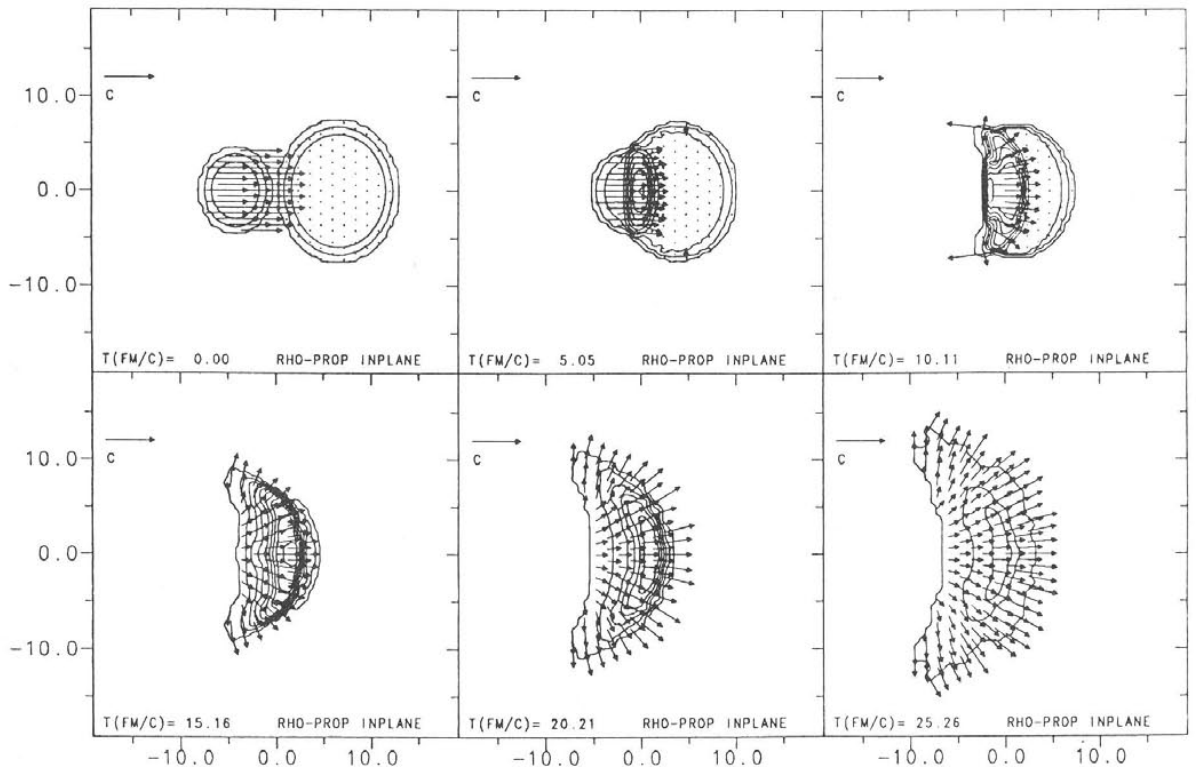 C
C
C
10.0
0.0
-10.0
T(FM/C)= 0.00 RHO-PROP INPLANE
T(FM/C)= 5.05 RHO-PROP INPLANE
T(FM/C)= 10.11 RHO-PROP INPLANE
C
C
C
10.0
0.0
-10.0
T(FM/C)= 15.16 RHO-PROP INPLANE
T(FM/C)= 20.21 RHO-PROP INPLANE
T(FM/C)= 25.26 RHO-PROP INPLANE
-10.0 0.0 10.0
-10.0 0.0 10.0
-10.0 0.0 10.0